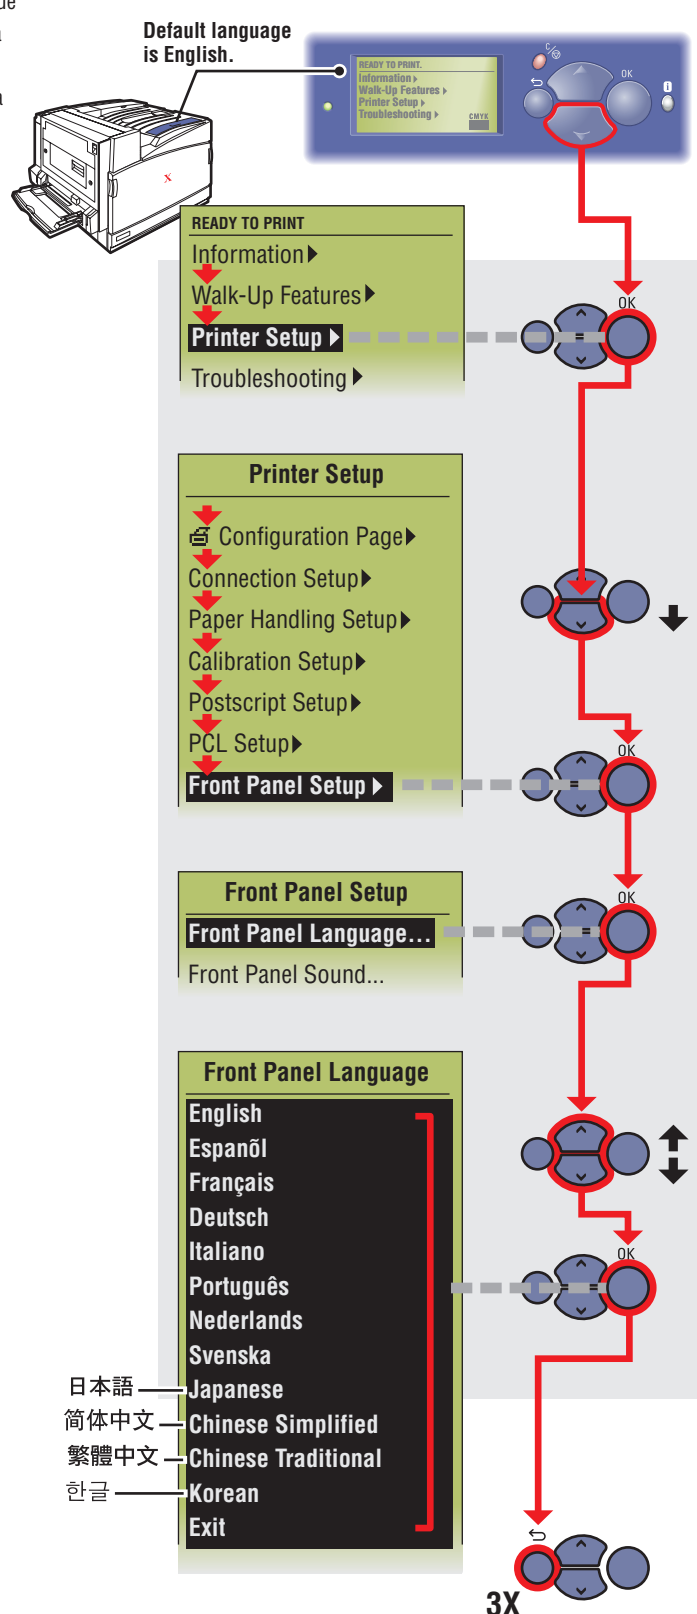 de
Default language
is English.
READY TO PRINT.
Information
Walk-Up Features
Printer Setup
Troubleshooting
CMYK
C/
OK
i
X
READY TO PRINT
Information
Walk-Up Features
Printer Setup
Troubleshooting
OK
Printer Setup
Configuration Page
Connection Setup
Paper Handling Setup
Calibration Setup
Postscript Setup
PCL Setup
Front Panel Setup
OK
Front Panel Setup
Front Panel Language...
Front Panel Sound...
OK
Front Panel Language
English
Espanõl
Français
Deutsch
Italiano
Português
Nederlands
Svenska
日本語 Japanese
简体中文 Chinese Simplified
繁體中文 Chinese Traditional
한글 Korean
Exit
OK
3X